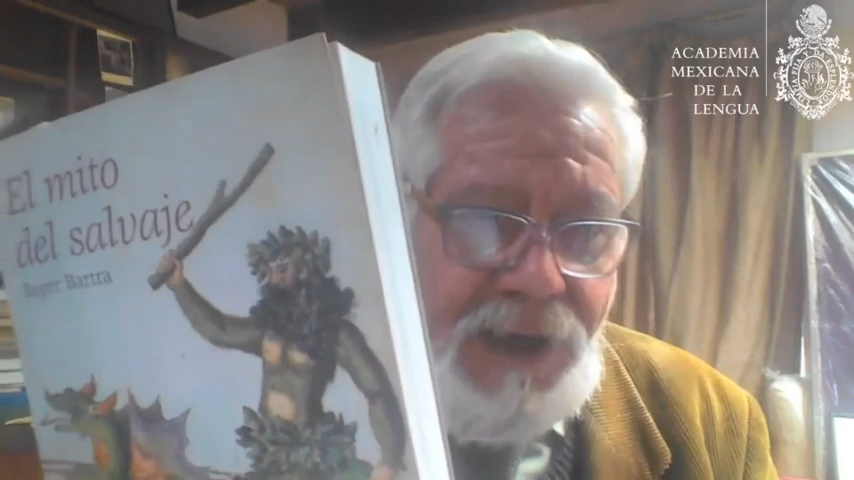 El mito
del salvaje
Roger Bartra
ACADEMIA
MEXICANA
DE LA
LENGUA